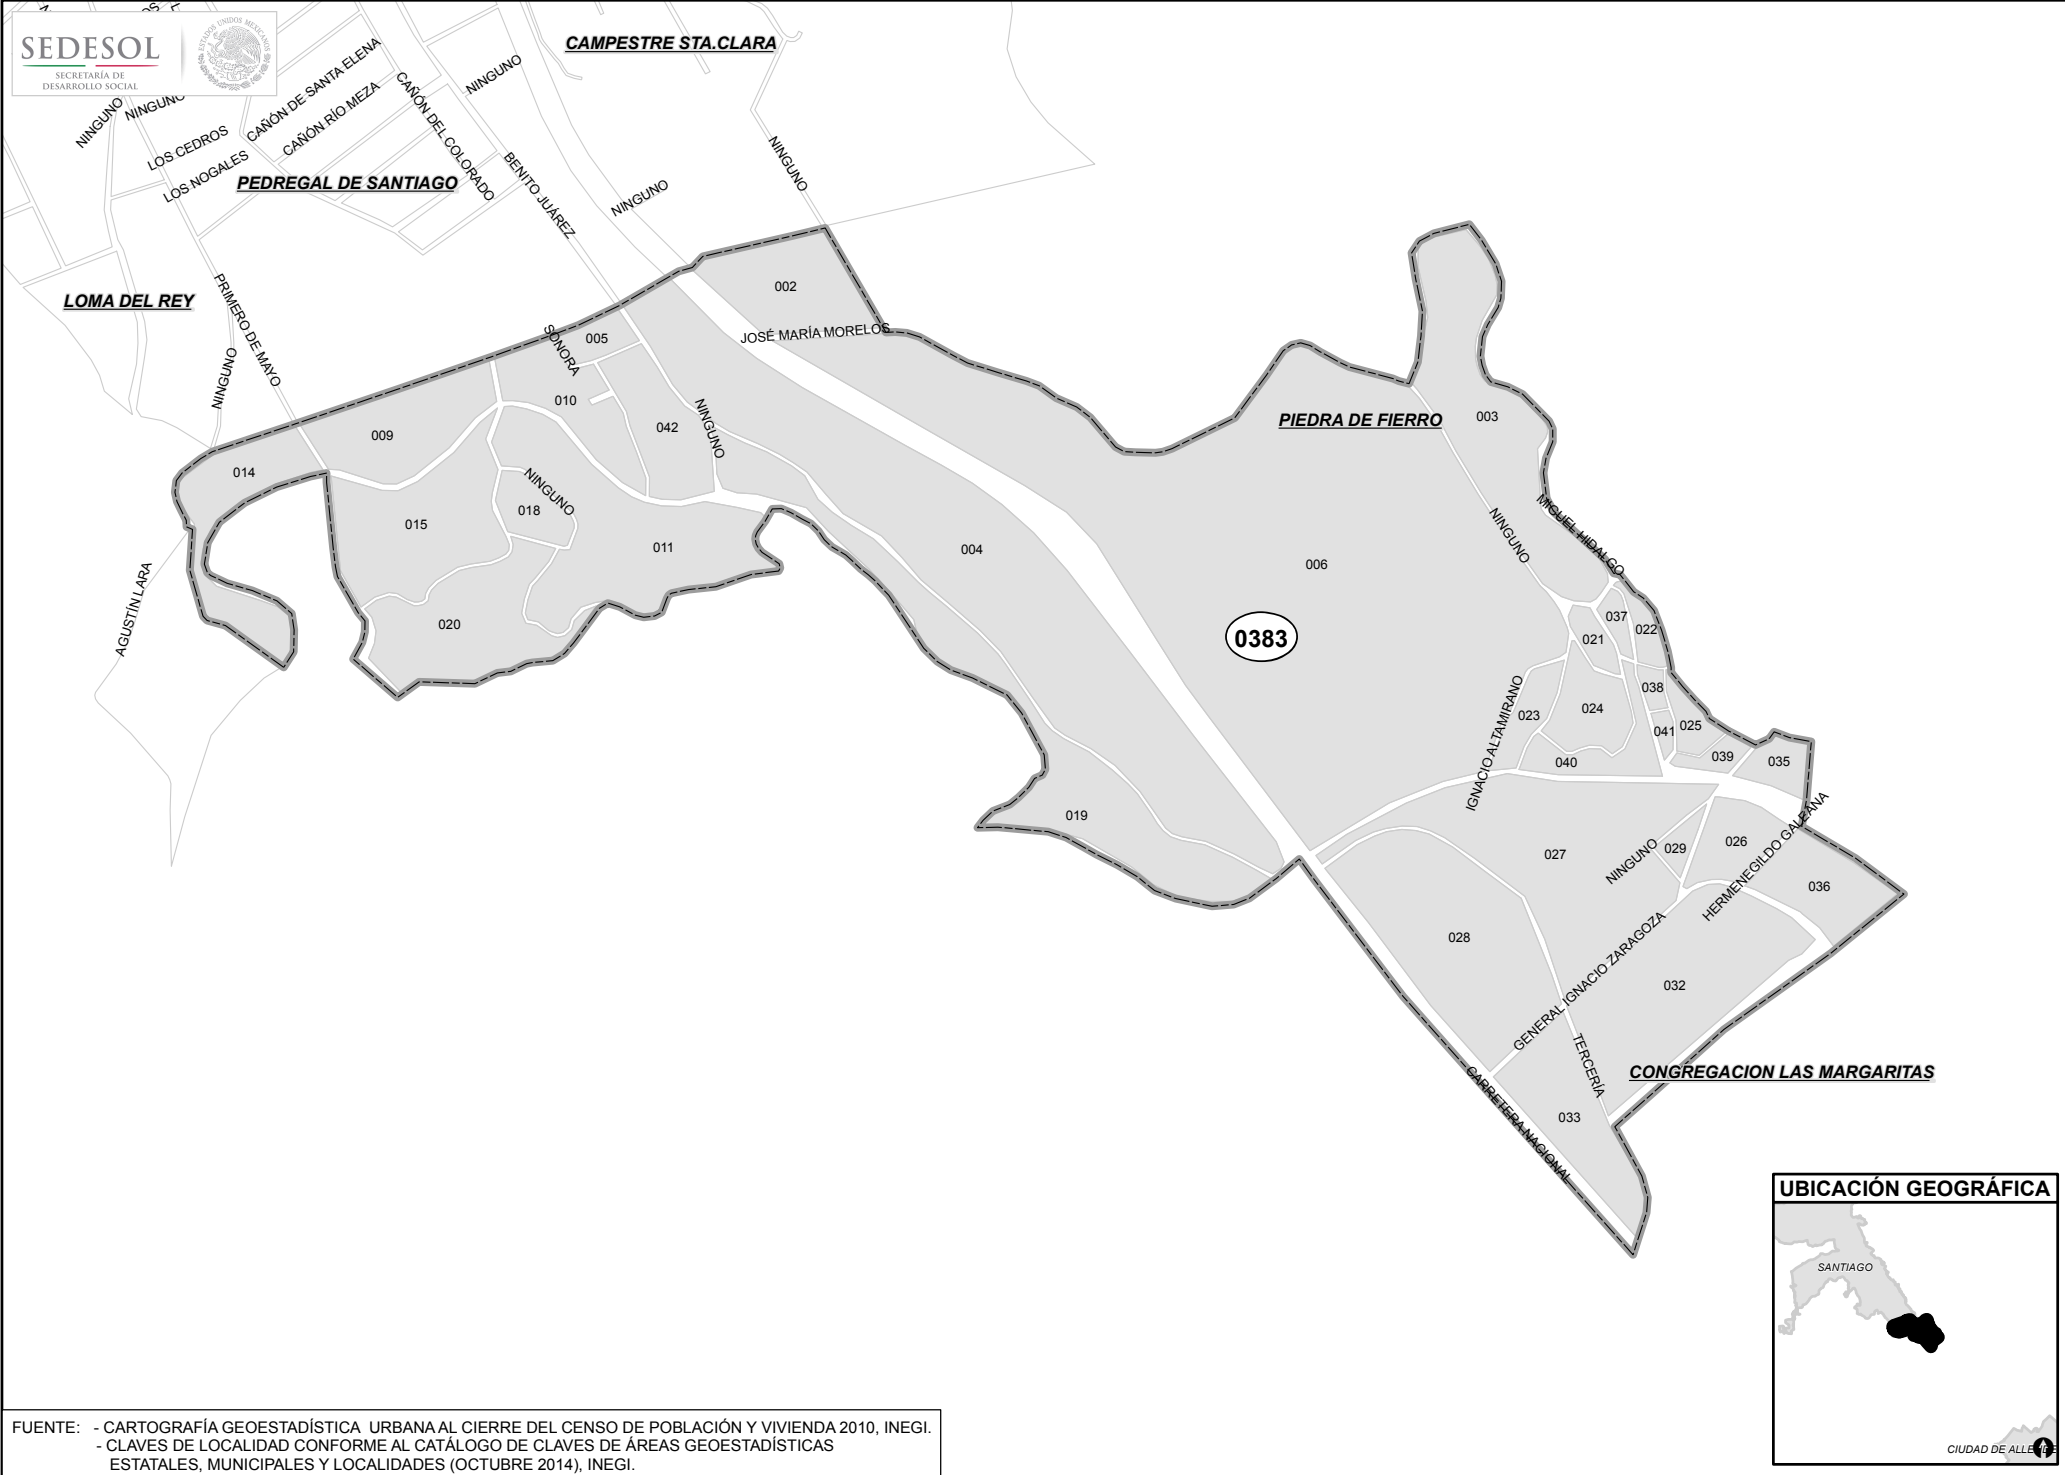 SEDESOL
SECRETARÍA DE
DESARROLLO SOCIAL
ESTADOS UNIDOS MEXICANOS
CAMPESTRE STA.CLARA
NINGUNO
NINGUNO
CAÑÓN DE SANTA ELENA
CAÑÓN RÍO MEZA
CAÑÓN DEL COLORADO
NINGUNO
LOS CEDROS
LOS NOGALES
PEDREGAL DE SANTIAGO
BENITO JUÁREZ
NINGUNO
NINGUNO
LOMA DEL REY
PRIMERO DE MAYO
NINGUNO
002
JOSÉ MARÍA MORELOS
SONORA
005
010
009
042
NINGUNO
014
015
NINGUNO
018
011
020
AGUSTÍN LARA
004
019
PIEDRA DE FIERRO
003
006
NINGUNO
MIGUEL HIDALGO
0383
037
022
021
038
024
023
041
025
039
035
040
IGNACIO ALTAMIRANO
027
NINGUNO
029
026
HERMENEGILDO GALEANA
036
028
GENERAL IGNACIO ZARAGOZA
032
TERCERÍA
033
CARRETERA NACIONAL
CONGREGACION LAS MARGARITAS
UBICACIÓN GEOGRÁFICA
SANTIAGO
CIUDAD DE ALLENDE
FUENTE: - CARTOGRAFÍA GEOESTADÍSTICA URBANA AL CIERRE DEL CENSO DE POBLACIÓN Y VIVIENDA 2010, INEGI.
- CLAVES DE LOCALIDAD CONFORME AL CATÁLOGO DE CLAVES DE ÁREAS GEOESTADÍSTICAS
ESTATALES, MUNICIPALES Y LOCALIDADES (OCTUBRE 2014), INEGI.